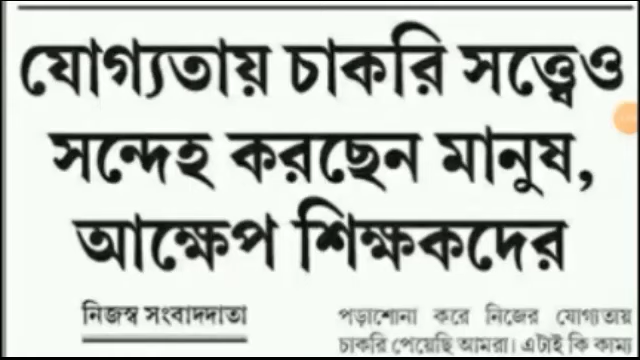 যোগ্যতায় চাকরি সত্ত্বেও
সন্দেহ করছেন মানুষ,
আক্ষেপ শিক্ষকদের
নিজস্ব সংবাদদাতা
পড়াশোনা করে নিজের যোগ্যতায়
চাকরি পেয়েছি আমরা। এটাই কি কাম্য